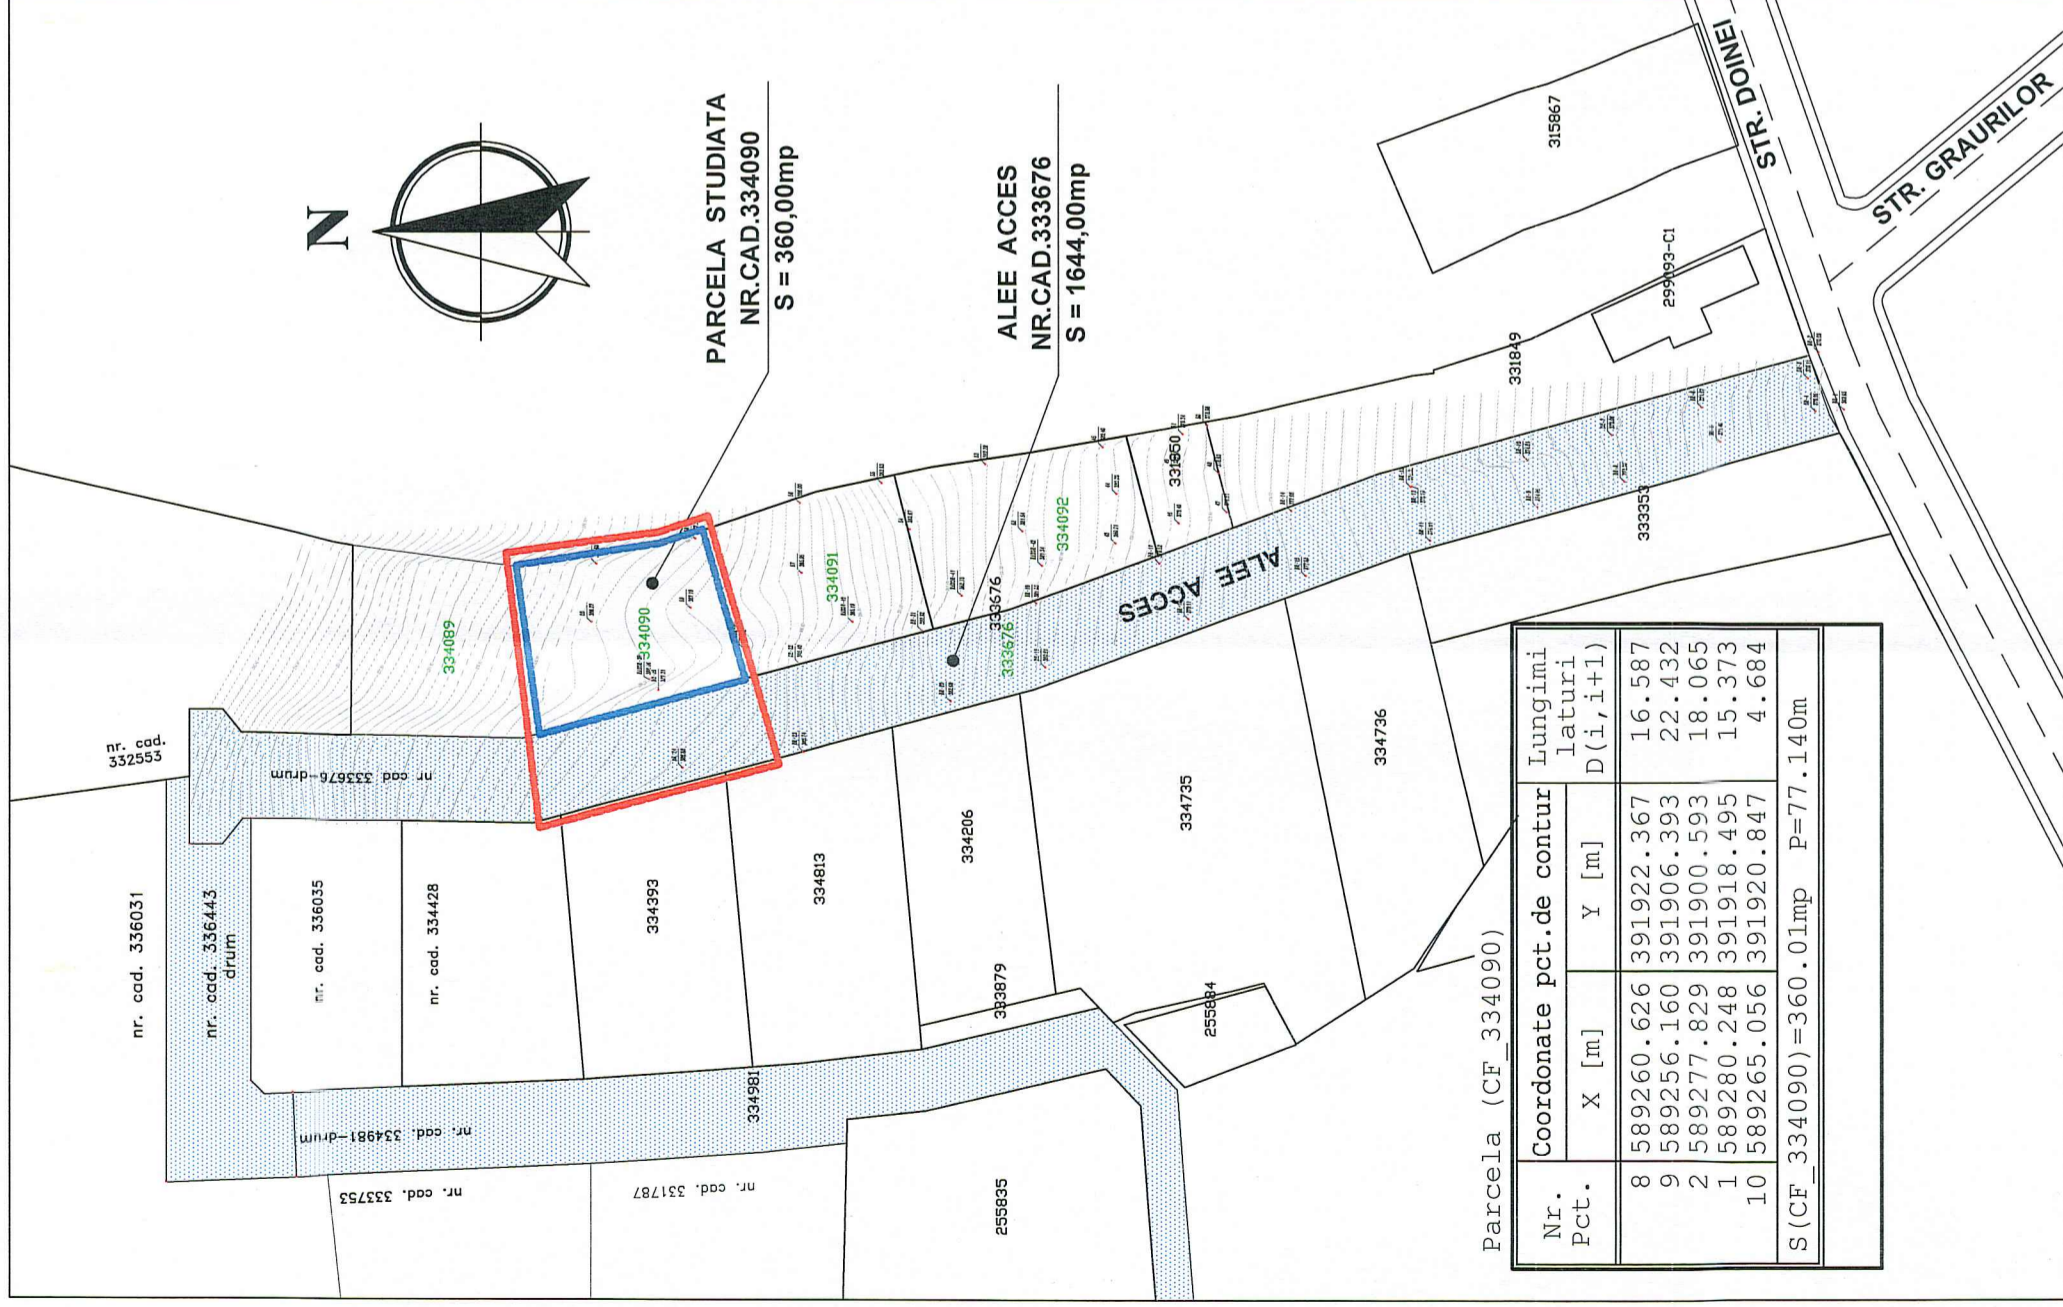 N
PARCELA STUDIATA
NR.CAD.334090
S = 360,00mp
ALEE ACCES
NR.CAD.333676
S = 1644,00mp
315867
STR. DOINEI
STR. GRAURILOR
299093-C1
331849
331850
334092
334091
334090
334089
333676
333676
ALEE ACCES
333353
nr. cad.
332553
nr cad 333676-drum
nr. cad. 336031
nr. cad. 336443
drum
nr. cad. 336035
nr. cad. 334428
334393
334813
334206
334735
334736
333879
255884
334981
nr. cad. 334981-drum
nr. cad. 333753
nr. cad. 331787
255835
Parcela (CF_334090)
Nr. Pct.
Coordonate pct.de contur
X [m]
Y [m]
Lungimi
laturi
D(i,i+1)
8 589260.626 391922.367 16.587
9 589256.160 391906.393 22.432
2 589277.829 391900.593 18.065
1 589280.248 391918.495 15.373
10 589265.056 391920.847 4.684
S(CF_334090)=360.01mp P=77.140m